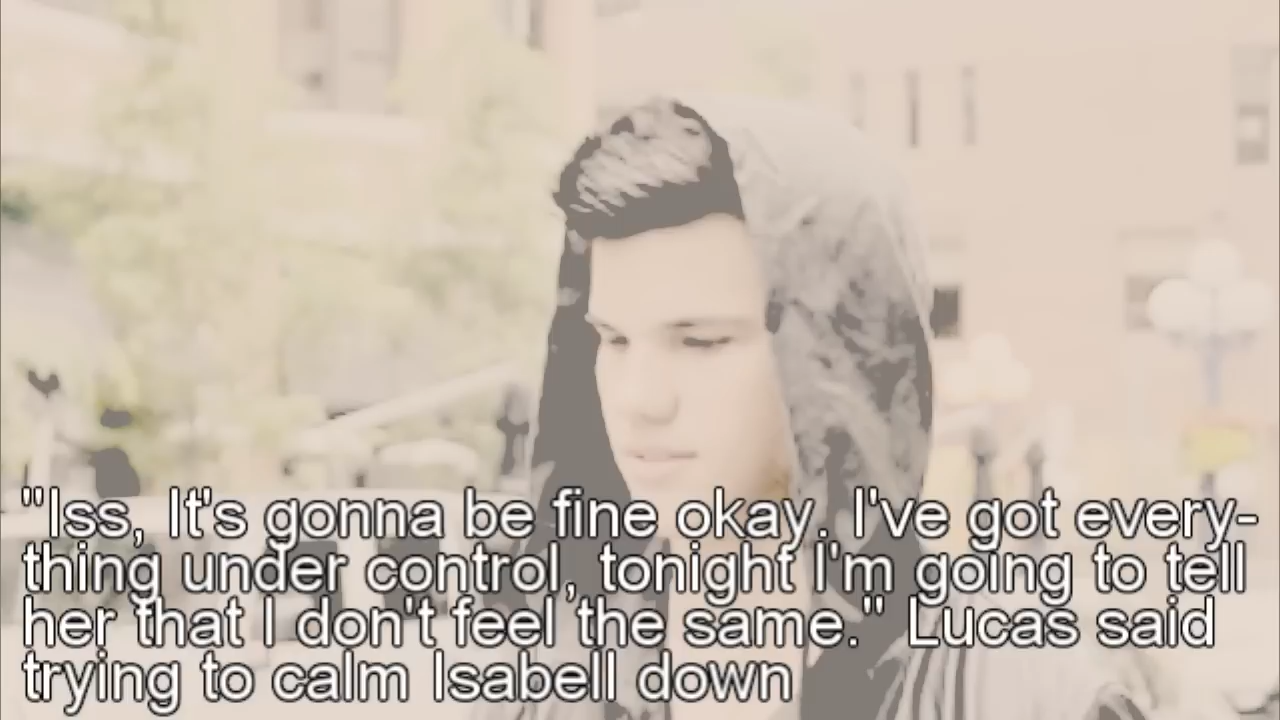 "Iss, It's gonna be fine okay. I've got every-
thing under control, tonight I'm going to tell
her that I don't feel the same." Lucas said
trying to calm Isabell down